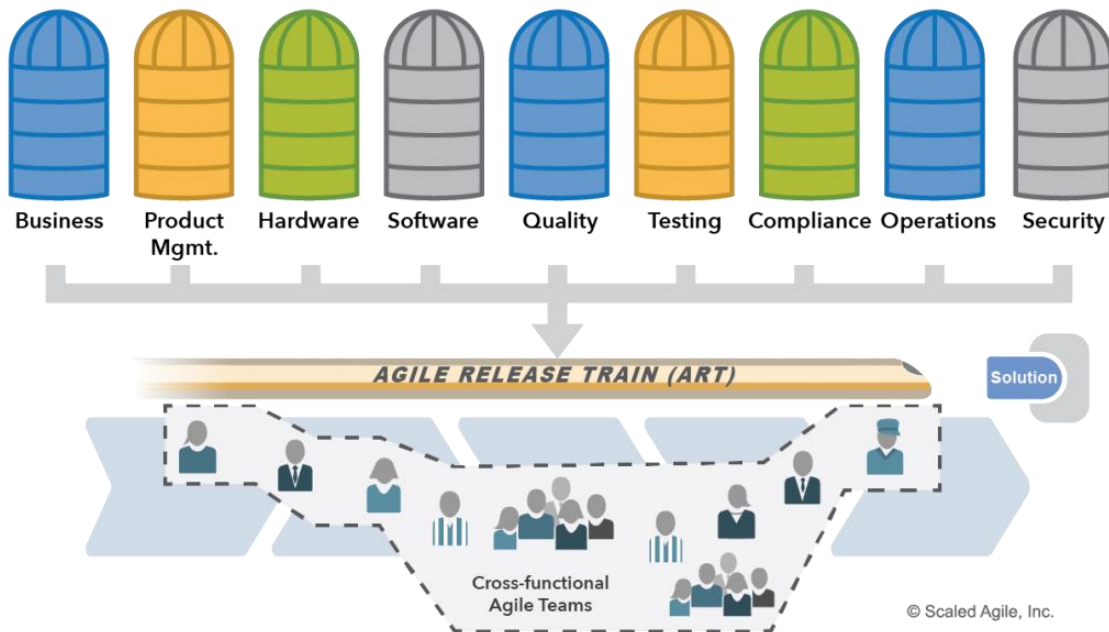 Business
Product
Mgmt.
Hardware
Software
Quality
Testing
Compliance
Operations
Security
AGILE RELEASE TRAIN (ART)
Solution
Cross-functional
Agile Teams
© Scaled Agile, Inc.